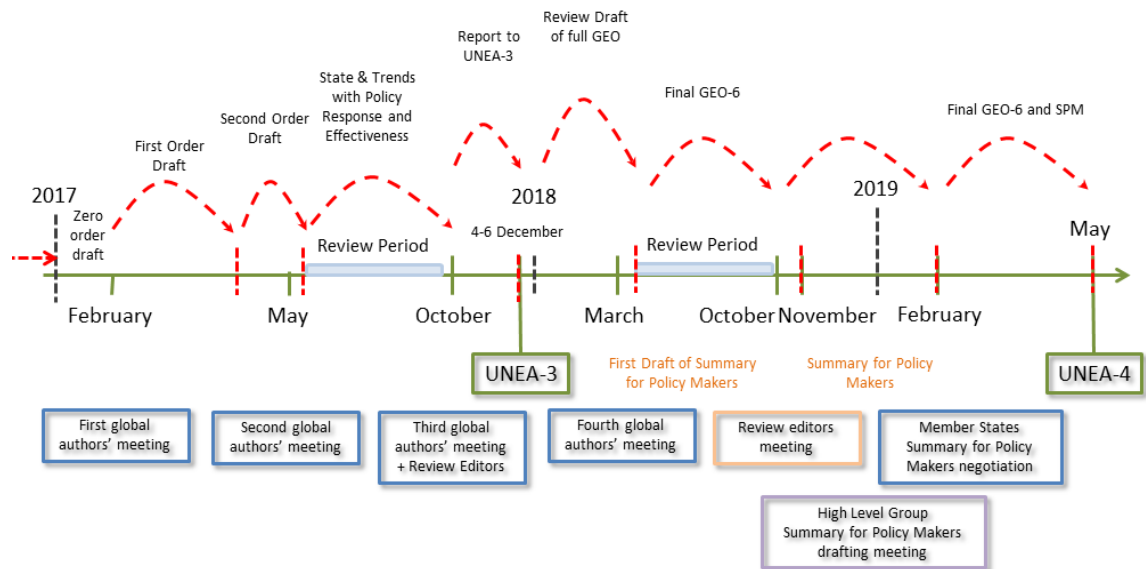 Review Draft
of full GEO
Report to
UNEA-3
State & Trends
with Policy
Response and
Effectiveness
Final GEO-6
Final GEO-6 and SPM
Second Order
Draft
First Order
Draft
2017
2018
2019
Zero
order
draft
4-6 December
May
Review Period
Review Period
February
May
October
March
October
November
February
UNEA-3
First Draft of Summary
for Policy Makers
Summary for Policy
Makers
UNEA-4
First global
authors' meeting
Second global
authors' meeting
Third global
authors' meeting
+ Review Editors
Fourth global
authors' meeting
Review editors
meeting
Member States
Summary for Policy
Makers negotiation
High Level Group
Summary for Policy Makers
drafting meeting